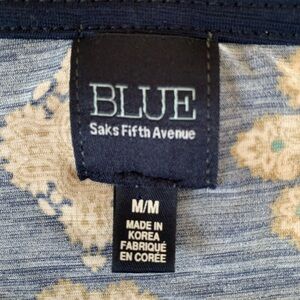 BLUE
Saks Fifth Avenue
M/M
MADE IN
KOREA
FABRIQUÉ
EN CORÉE